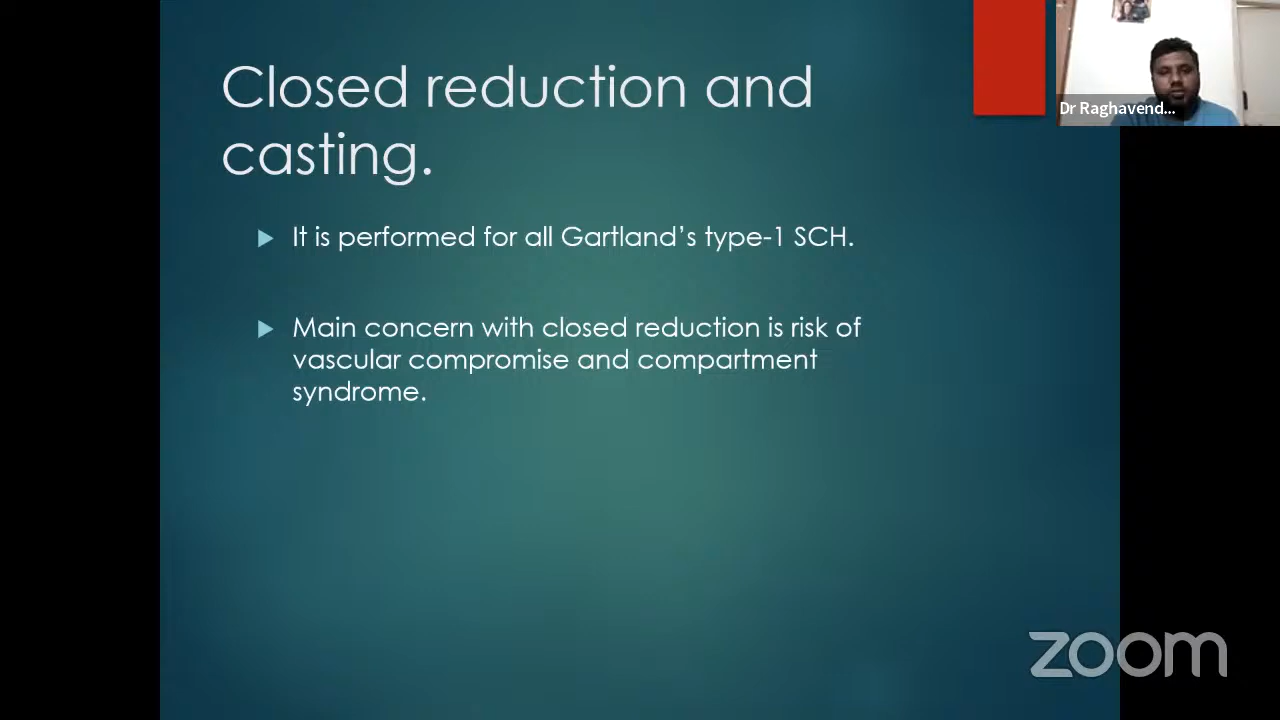 Closed reduction and
casting.
Dr Raghavend...
It is performed for all Gartland’s type-1 SCH.
Main concern with closed reduction is risk of
vascular compromise and compartment
syndrome.
zoom